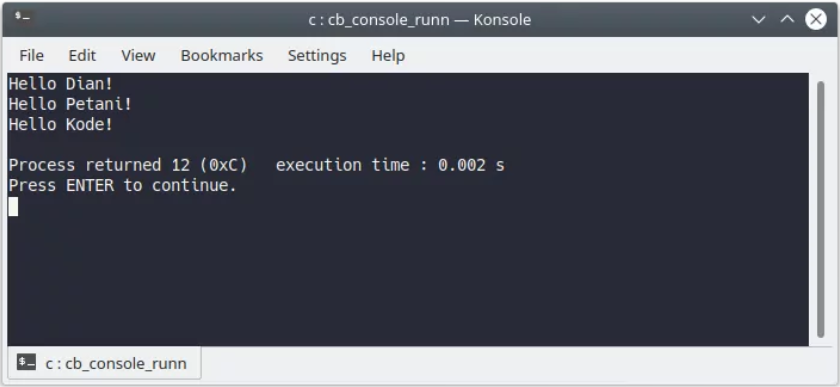 c : cb_console_runn — Konsole
File Edit View Bookmarks Settings Help
Hello Dian!
Hello Petani!
Hello Kode!
Process returned 12 (0xC)   execution time : 0.002 s
Press ENTER to continue.
c : cb_console_runn